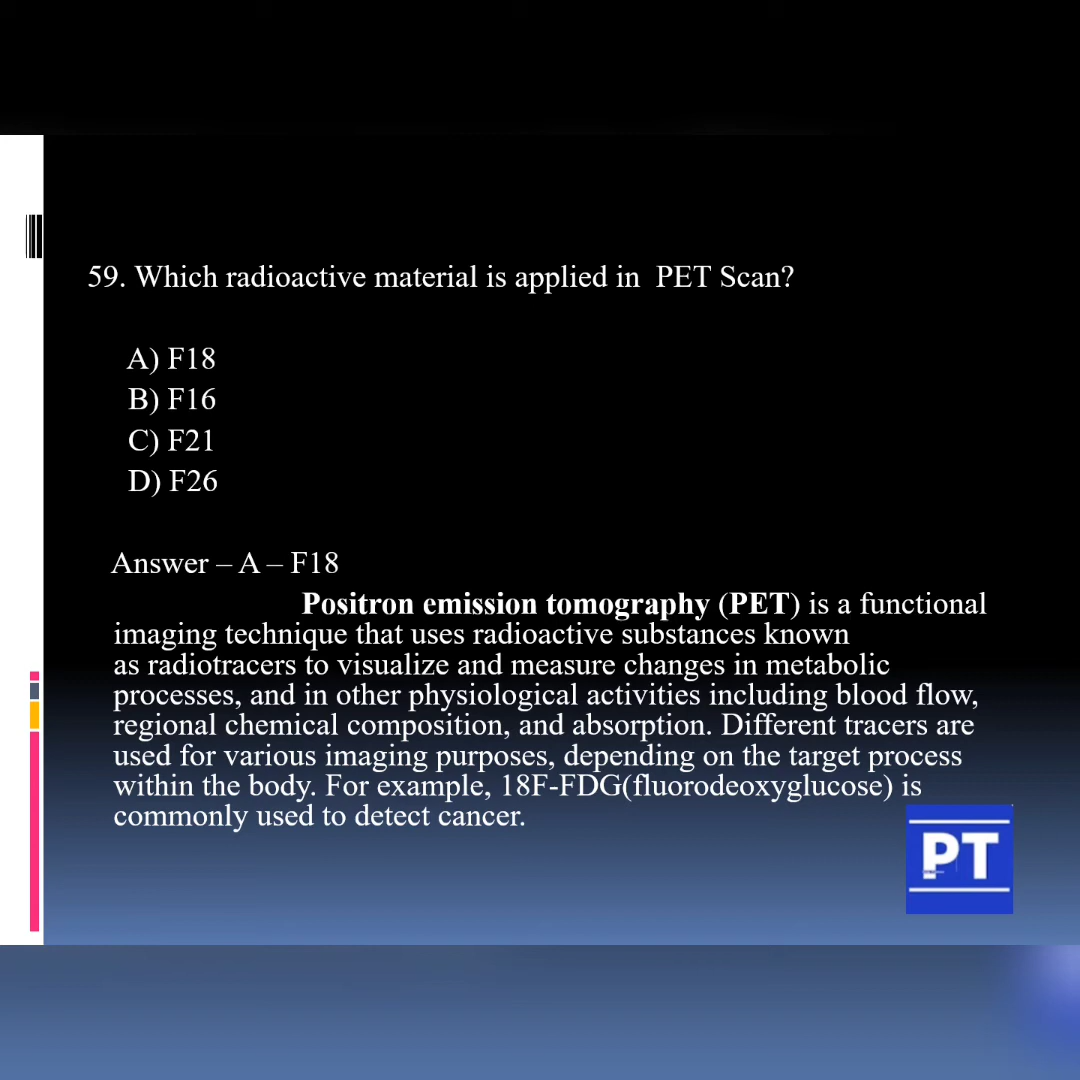 59. Which radioactive material is applied in PET Scan?
A) F18
B) F16
C) F21
D) F26
Answer – A – F18
Positron emission tomography (PET) is a functional
imaging technique that uses radioactive substances known
as radiotracers to visualize and measure changes in metabolic
processes, and in other physiological activities including blood flow,
regional chemical composition, and absorption. Different tracers are
used for various imaging purposes, depending on the target process
within the body. For example, 18F-FDG(fluorodeoxyglucose) is
commonly used to detect cancer.
PT